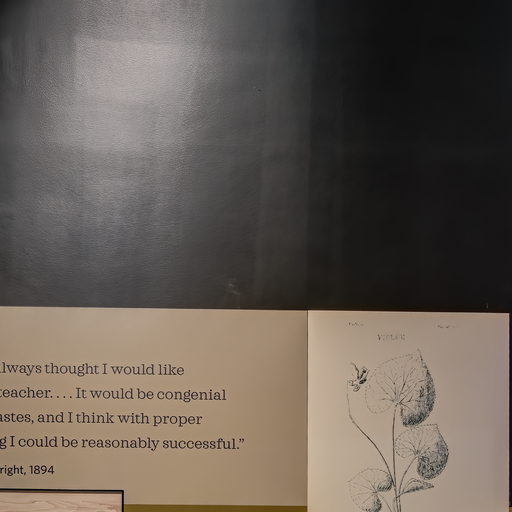 lways thought I would like
teacher. . . . It would be congenial
astes, and I think with proper
g I could be reasonably successful.”
right, 1894
VIOLET